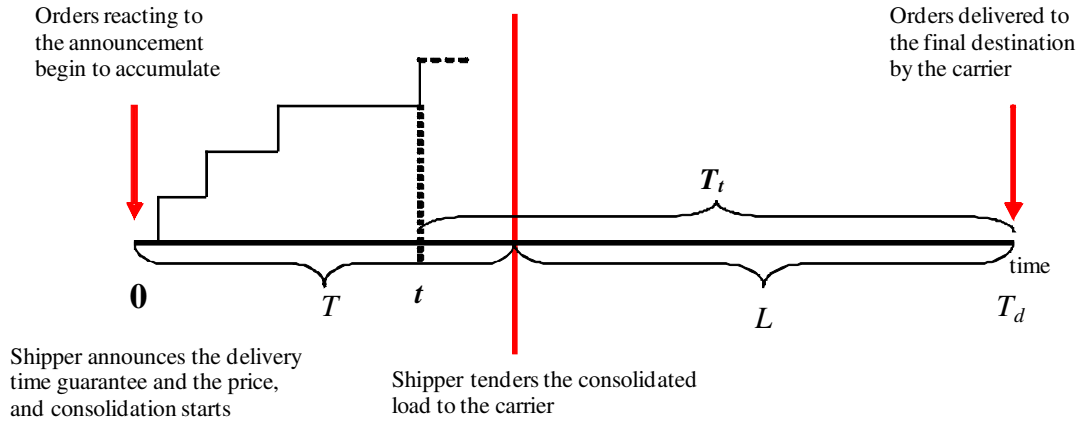 Orders reacting to
the announcement
begin to accumulate
Orders delivered to
the final destination
by the carrier
T_t
0
T
t
L
time
T_d
Shipper announces the delivery
time guarantee and the price,
and consolidation starts
Shipper tenders the consolidated
load to the carrier